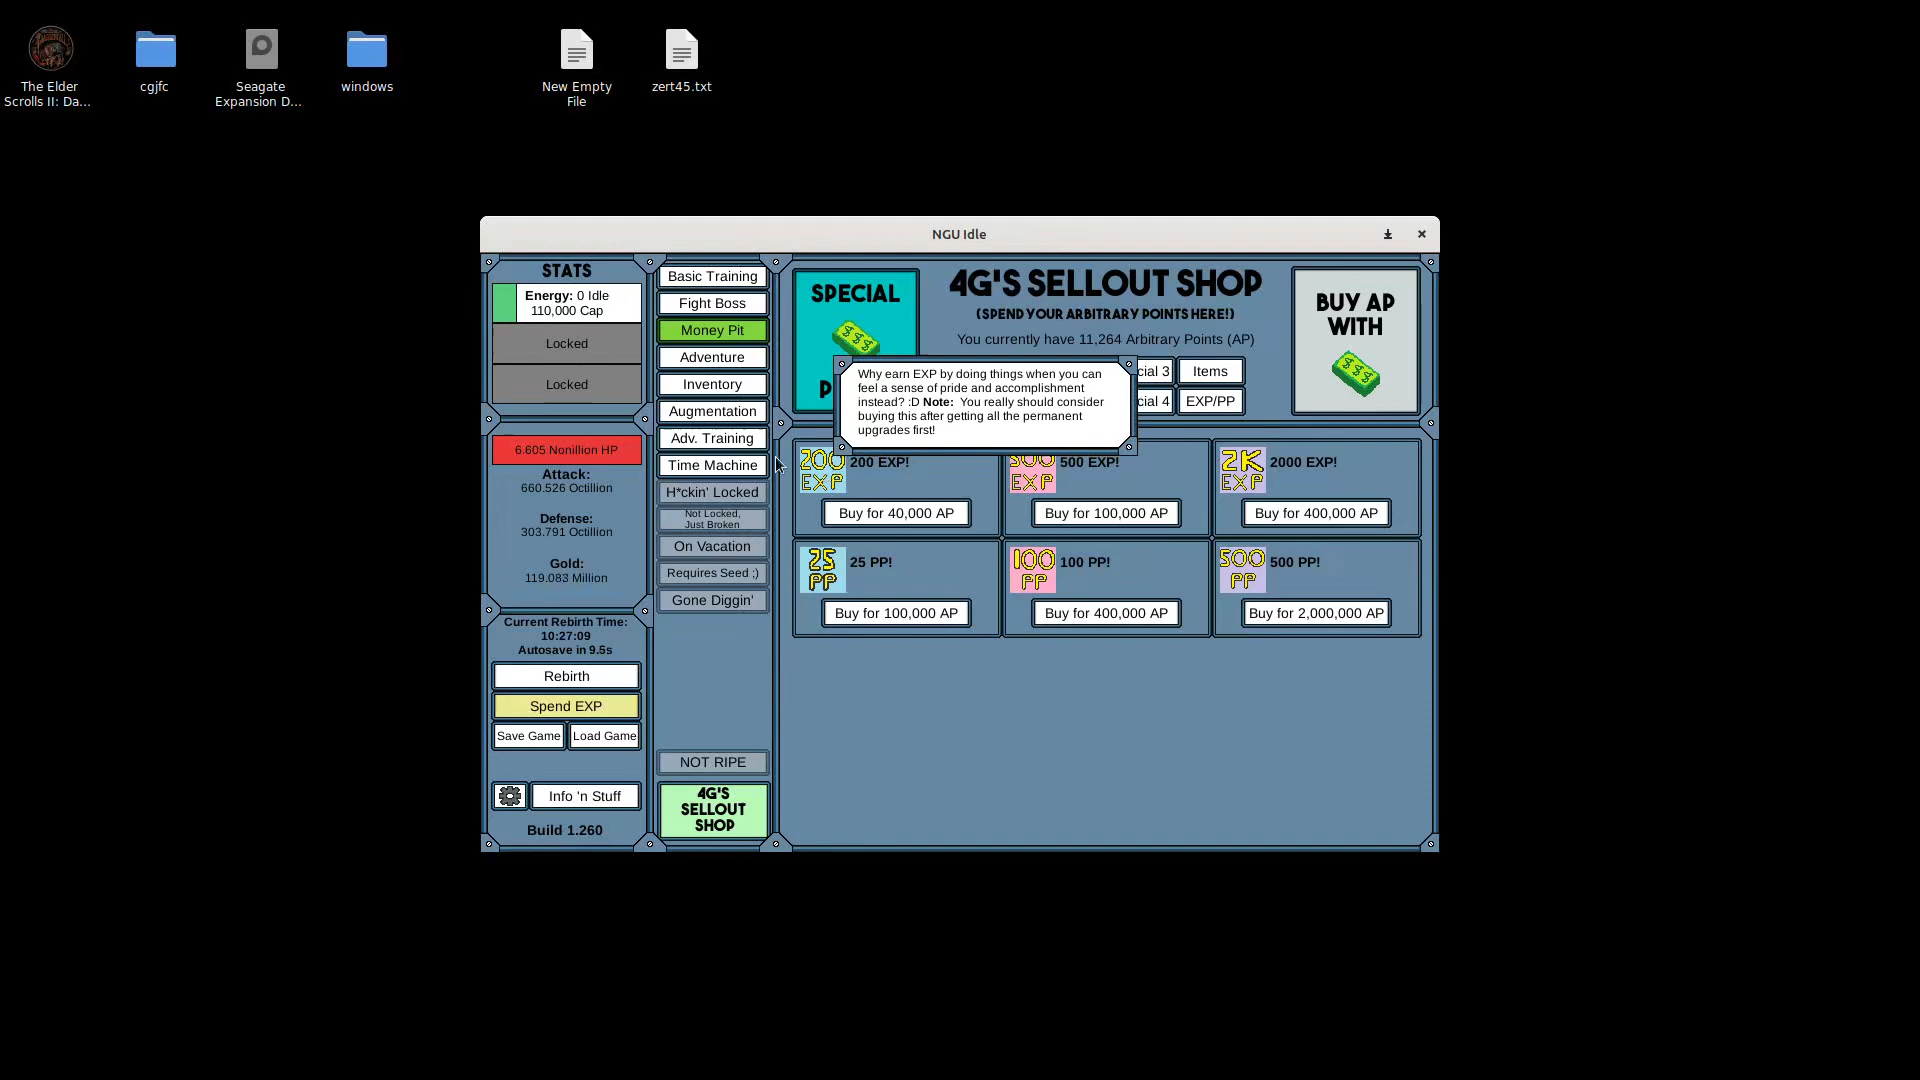 The Elder
Scrolls II: Da...
cgjfc
Seagate
Expansion D...
windows
New Empty
File
zert45.txt
NGU Idle
STATS
Energy: 0 Idle
110,000 Cap
Locked
Locked
6.605 Nonillion HP
Attack:
660.526 Octillion
Defense:
303.791 Octillion
Gold:
119.083 Million
Current Rebirth Time:
10:27:09
Autosave in 9.5s
Rebirth
Spend EXP
Save Game
Load Game
Info 'n Stuff
Build 1.260
Basic Training
Fight Boss
Money Pit
Adventure
Inventory
Augmentation
Adv. Training
Time Machine
H*ckin' Locked
Not Locked,
Just Broken
On Vacation
Requires Seed ;)
Gone Diggin'
NOT RIPE
4G'S
SELLOUT
SHOP
SPECIAL
4G'S SELLOUT SHOP
(SPEND YOUR ARBITRARY POINTS HERE!)
You currently have 11,264 Arbitrary Points (AP)
BUY AP
WITH
cial 3
Items
cial 4
EXP/PP
Why earn EXP by doing things when you can
feel a sense of pride and accomplishment
instead? :D Note: You really should consider
buying this after getting all the permanent
upgrades first!
200
EXP
200 EXP!
Buy for 40,000 AP
500
EXP
500 EXP!
Buy for 100,000 AP
2K
EXP
2000 EXP!
Buy for 400,000 AP
25
PP
25 PP!
Buy for 100,000 AP
100
PP
100 PP!
Buy for 400,000 AP
500
PP
500 PP!
Buy for 2,000,000 AP